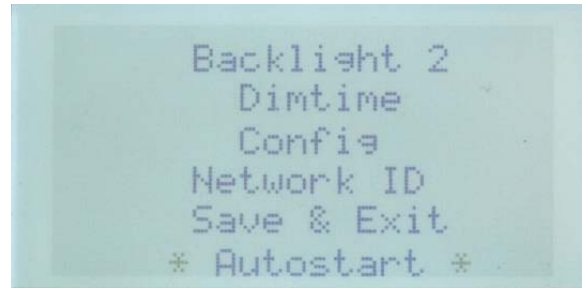 Backlight 2
Dimtime
Config
Network ID
Save & Exit
* Autostart *